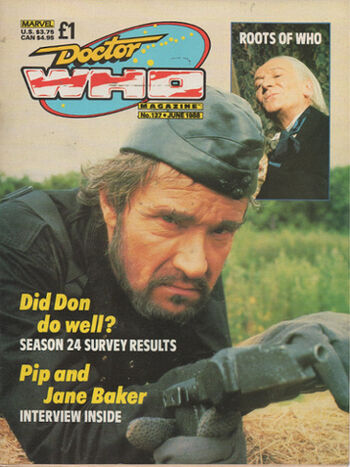 MARVEL
U.S. $3.75
CAN $4.95
£1
Doctor
WHO
MAGAZINE
No. 137 • JUNE 1988
ROOTS OF WHO
Did Don
do well?
SEASON 24 SURVEY RESULTS
Pip and
Jane Baker
INTERVIEW INSIDE